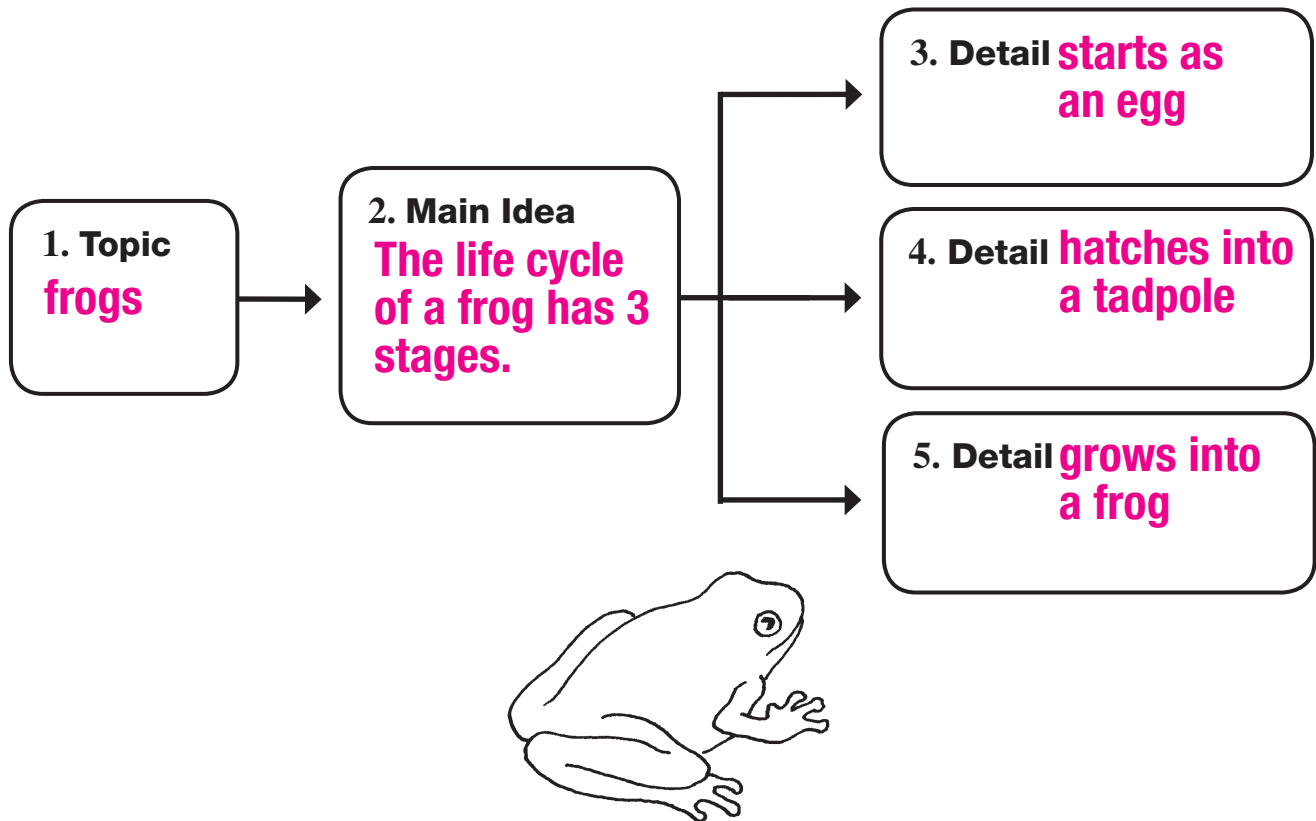 1. Topic
frogs
2. Main Idea
The life cycle
of a frog has 3
stages.
3. Detail starts as
an egg
4. Detail hatches into
a tadpole
5. Detail grows into
a frog